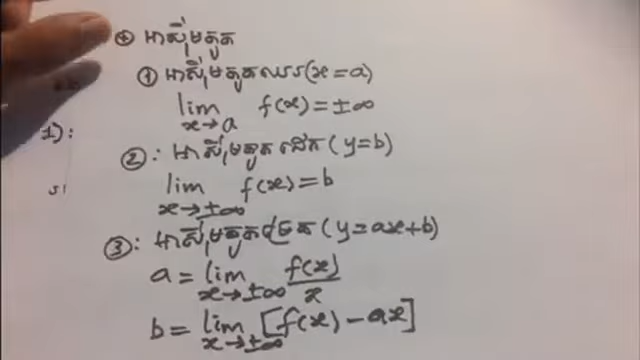 ④ អាស៊ីមតូត
① អាស៊ីមតូតឈរ(x=a)
lim f(x)=±∞
x→a
1):
②: អាស៊ីមតូតដេក(y=b)
lim f(x)=b
x→±∞
③: អាស៊ីមតូតទ្រេត(y=ax+b)
a= lim f(x)/x
x→±∞
b= lim [f(x)-ax]
x→±∞